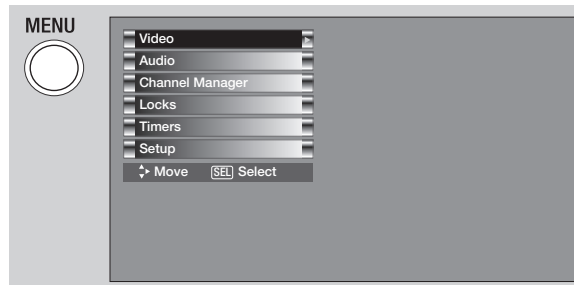 MENU
Video
Audio
Channel Manager
Locks
Timers
Setup
Move SEL Select